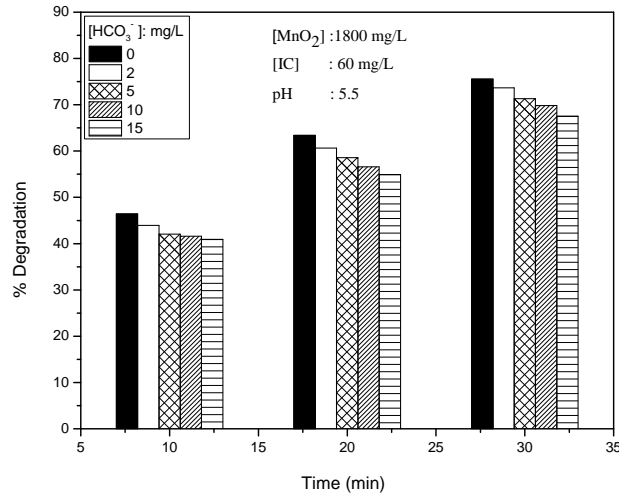 [HCO₃⁻]: mg/L
0
2
5
10
15
[MnO₂] :1800 mg/L
[IC] : 60 mg/L
pH : 5.5
% Degradation
90
80
70
60
50
40
30
20
10
0
5 10 15 20 25 30 35
Time (min)